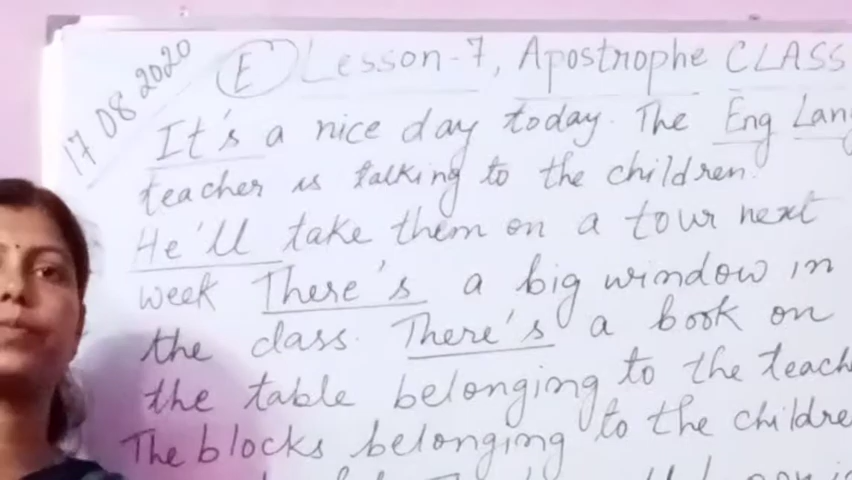 17 08 2020
E Lesson-7, Apostrophe CLASS
It's a nice day today. The Eng Lang
teacher is talking to the children.
He'll take them on a tour next
week There's a big window in
the class. There's a book on
the table belonging to the teach
The blocks belonging to the childre